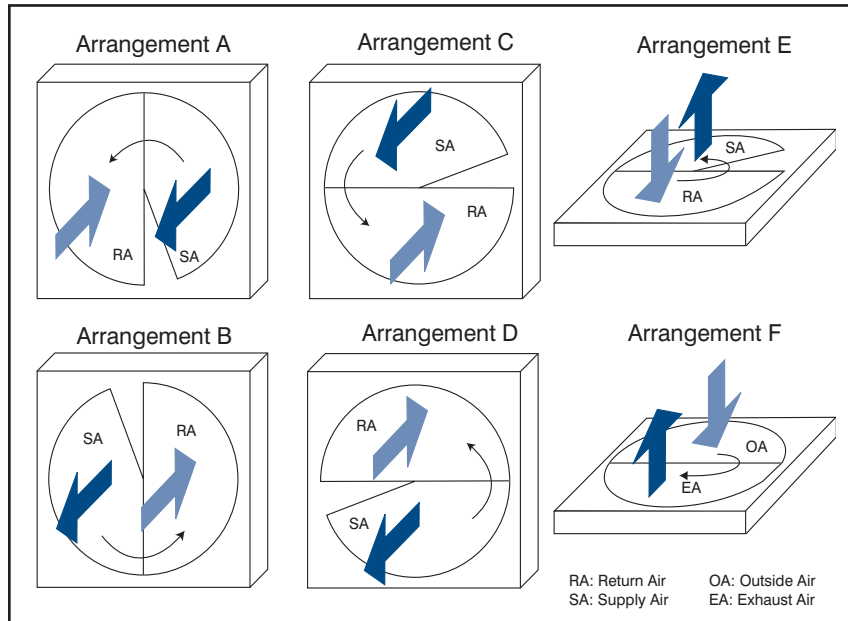 Arrangement A
RA
SA
Arrangement C
SA
RA
Arrangement E
SA
RA
Arrangement B
SA
RA
Arrangement D
RA
SA
Arrangement F
OA
EA
RA: Return Air OA: Outside Air
SA: Supply Air EA: Exhaust Air